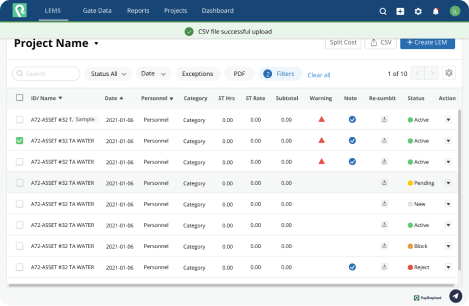 LEMS Gate Data Reports Projects Dashboard
CSV file successful upload
Project Name Split Cost CSV + Create LEM
Search Status All Date Exceptions PDF 2 Filters Clear all 1 of 10
ID/ Name Date Personnel Category ST Hrs ST Rate Subtotal Warning Note Re-sumbit Status Action
A72-ASSET #32 T. Sample 2021-01-06 Personnel Category 0.00 0.00 0.00 Active
A72-ASSET #32 TA WATER 2021-01-06 Personnel Category 0.00 0.00 0.00 Active
A72-ASSET #32 TA WATER 2021-01-06 Personnel Category 0.00 0.00 0.00 Active
A72-ASSET #32 TA WATER 2021-01-06 Personnel Category 0.00 0.00 0.00 Pending
A72-ASSET #32 TA WATER 2021-01-06 Personnel Category 0.00 0.00 0.00 New
A72-ASSET #32 TA WATER 2021-01-06 Personnel Category 0.00 0.00 0.00 Active
A72-ASSET #32 TA WATER 2021-01-06 Personnel Category 0.00 0.00 0.00 Block
A72-ASSET #32 TA WATER 2021-01-06 Personnel Category 0.00 0.00 0.00 Reject
PayShepherd